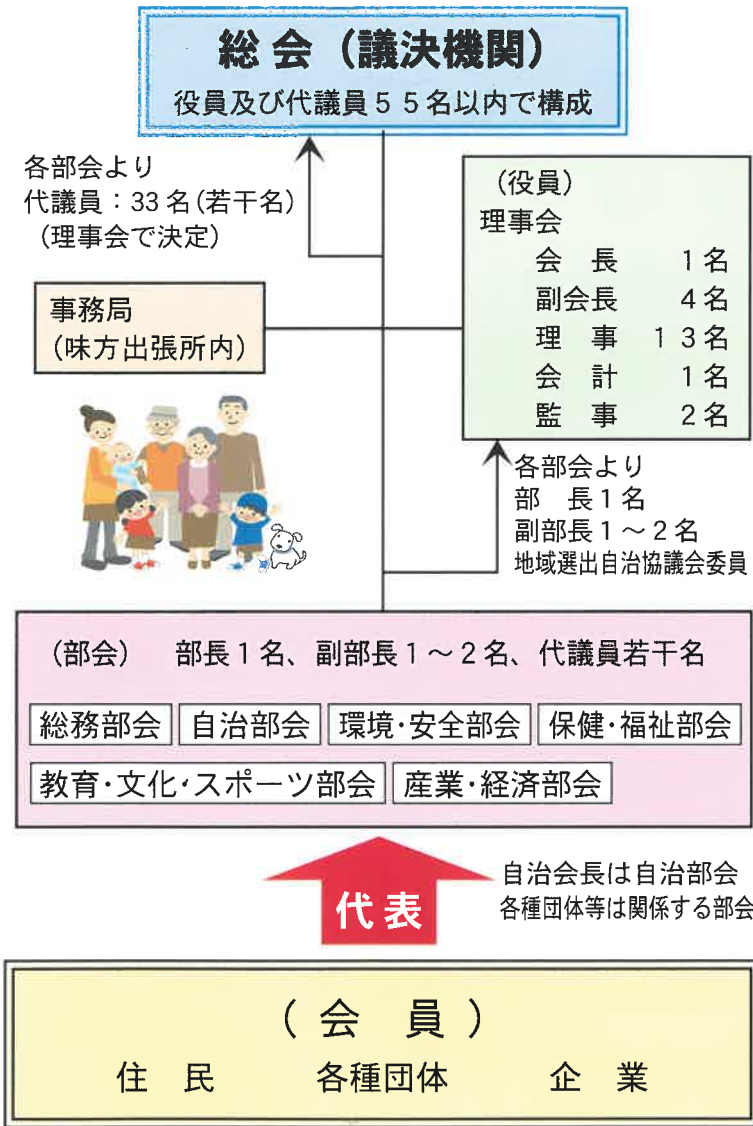 総会（議決機関）
役員及び代議員５５名以内で構成
各部会より
代議員：33名（若干名）
（理事会で決定）
（役員）
理事会
会　長　１名
副会長　４名
理　事　１３名
会　計　１名
監　事　２名
事務局
（味方出張所内）
各部会より
部　長１名
副部長１～２名
地域選出自治協議会委員
（部会）　部長１名、副部長１～２名、代議員若干名
総務部会　自治部会　環境・安全部会　保健・福祉部会
教育・文化・スポーツ部会　産業・経済部会
代表
自治会長は自治部会
各種団体等は関係する部会
（会　員）
住　民　各種団体　企　業